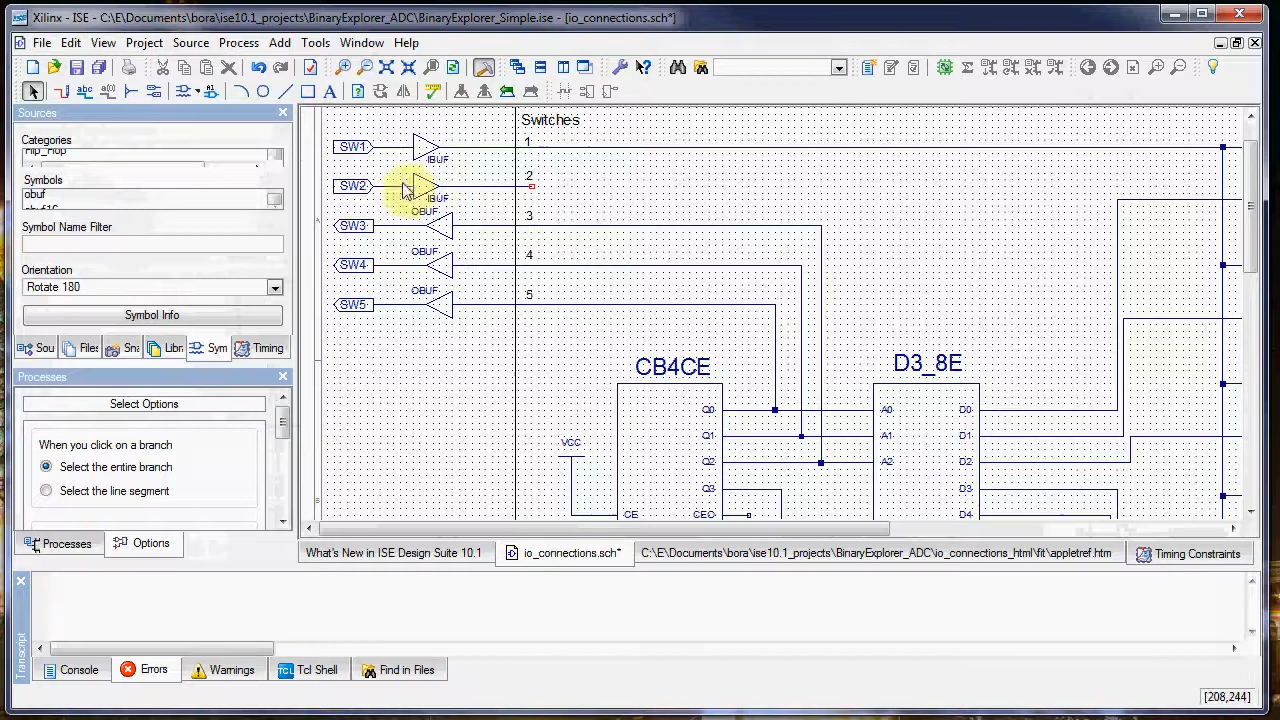 Xilinx - ISE - C:\E\Documents\bora\ise10.1_projects\BinaryExplorer_ADC\BinaryExplorer_Simple.ise - [io_connections.sch*]
File Edit View Project Source Process Add Tools Window Help
Sources
Categories
Flip_Flop
Symbols
obuf
obuf16
Symbol Name Filter
Orientation
Rotate 180
Symbol Info
Sou Files Sna Libr Sym Timing
Processes
Select Options
When you click on a branch
Select the entire branch
Select the line segment
Processes Options
Switches
SW1 IBUF 1
SW2 IBUF 2
SW3 OBUF 3
SW4 OBUF 4
SW5 OBUF 5
CB4CE D3_8E
Q0 A0 D0
VCC Q1 A1 D1
Q2 A2 D2
Q3 D3
CE CEO D4
What's New in ISE Design Suite 10.1 io_connections.sch* C:\E\Documents\bora\ise10.1_projects\BinaryExplorer_ADC\io_connections_html\fit\appletref.htm Timing Constraints
Transcript
Console Errors Warnings TCL Tcl Shell Find in Files
[208,244]